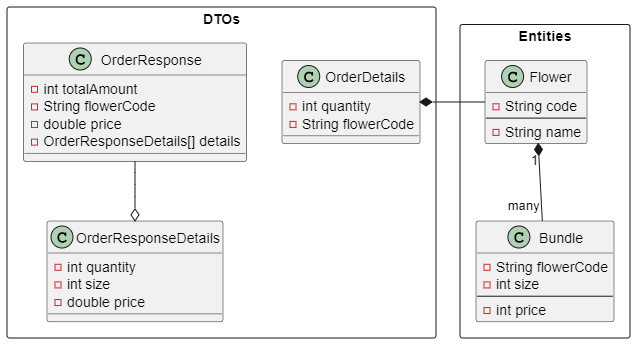 DTOs
C OrderResponse
int totalAmount
String flowerCode
double price
OrderResponseDetails[] details
C OrderDetails
int quantity
String flowerCode
C OrderResponseDetails
int quantity
int size
double price
Entities
C Flower
String code
String name
1
many
C Bundle
String flowerCode
int size
int price